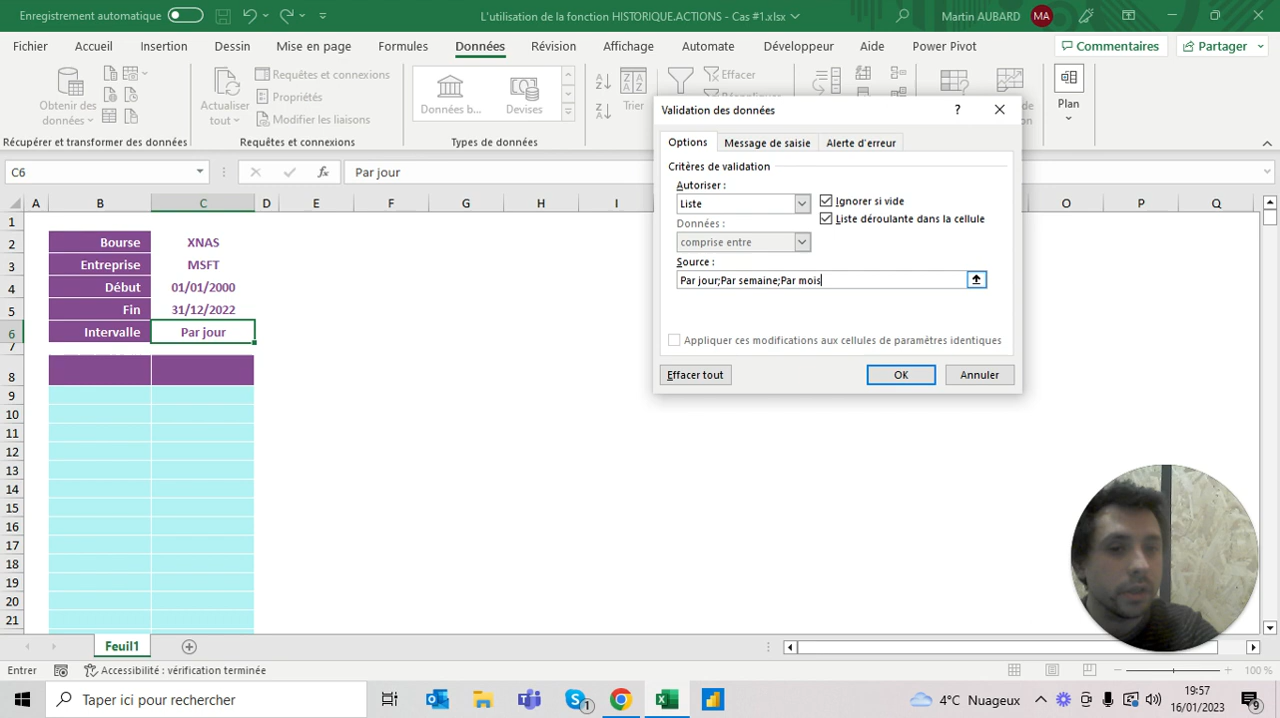 Enregistrement automatique
L'utilisation de la fonction HISTORIQUE.ACTIONS - Cas #1.xlsx
Martin AUBARD
MA
Fichier Accueil Insertion Dessin Mise en page Formules Données Révision Affichage Automate Développeur Aide Power Pivot
Commentaires
Partager
Obtenir des données
Récupérer et transformer des données
Actualiser tout
Requêtes et connexions
Propriétés
Modifier les liaisons
Requêtes et connexions
Données b...
Devises
Types de données
Trier
Effacer
Plan
C6
fx
Par jour
Validation des données
?
Options Message de saisie Alerte d'erreur
Critères de validation
Autoriser :
Liste
Ignorer si vide
Données :
Liste déroulante dans la cellule
comprise entre
Source :
Par jour;Par semaine;Par mois
Appliquer ces modifications aux cellules de paramètres identiques
Effacer tout
OK
Annuler
A B C D E F G H I O P Q
1
2 Bourse XNAS
3 Entreprise MSFT
4 Début 01/01/2000
5 Fin 31/12/2022
6 Intervalle Par jour
7
8
9
10
11
12
13
14
15
16
17
18
19
20
21
Feuil1
Entrer
Accessibilité : vérification terminée
100 %
Taper ici pour rechercher
1
4°C Nuageux
19:57
16/01/2023
9